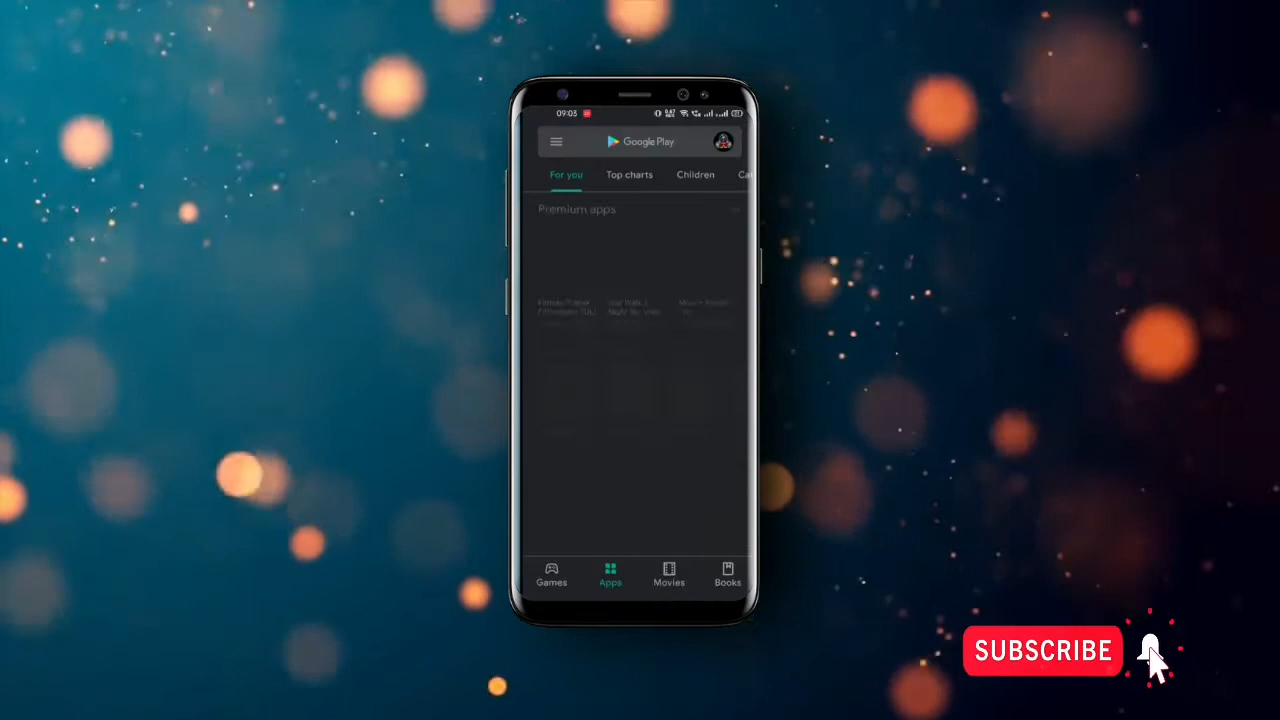 09:03
Google Play
For you
Top charts
Children
Premium apps
Games
Apps
Movies
Books
SUBSCRIBE